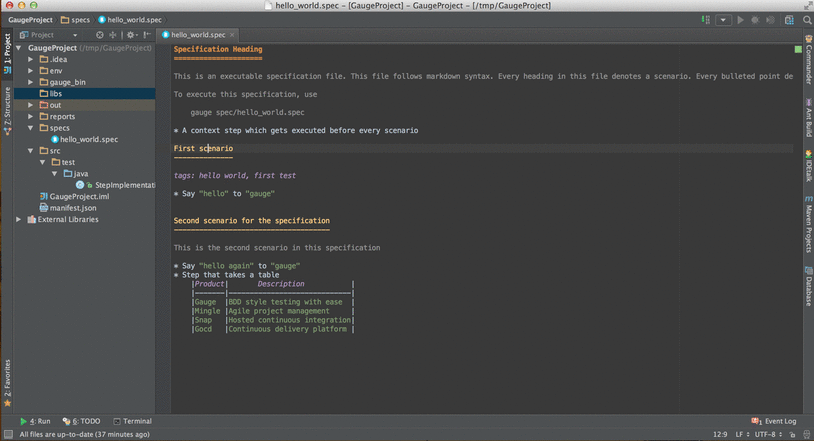 hello_world.spec - [GaugeProject] - GaugeProject - [/tmp/GaugeProject]
GaugeProject specs hello_world.spec
Project
hello_world.spec
1: Project
Z: Structure
2: Favorites
GaugeProject (/tmp/GaugeProject)
.idea
env
gauge_bin
libs
out
reports
specs
hello_world.spec
src
test
java
StepImplementati
GaugeProject.iml
manifest.json
External Libraries
Specification Heading
=====================
This is an executable specification file. This file follows markdown syntax. Every heading in this file denotes a scenario. Every bulleted point de
To execute this specification, use
gauge spec/hello_world.spec
* A context step which gets executed before every scenario
First scenario
--------------
tags: hello world, first test
* Say "hello" to "gauge"
Second scenario for the specification
-------------------------------------
This is the second scenario in this specification
* Say "hello again" to "gauge"
* Step that takes a table
|Product| Description |
|-------|-----------------------------|
|Gauge |BDD style testing with ease |
|Mingle |Agile project management |
|Snap |Hosted continuous integration|
|Gocd |Continuous delivery platform |
Commander
Ant Build
IDEtalk
Maven Projects
Database
4: Run 6: TODO Terminal
1 Event Log
All files are up-to-date (37 minutes ago)
12:9 LF UTF-8